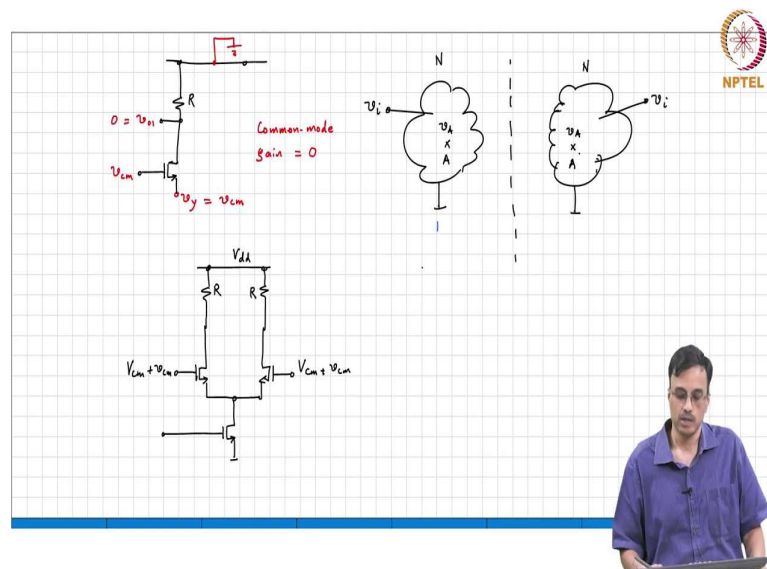 R
0 = v01
Common-mode
gain = 0
vcm
vy = vcm
N
vi
vA
x
A
N
vi
vA
x
A
NPTEL
Vdd
R
R
Vcm + vcm
Vcm + vcm